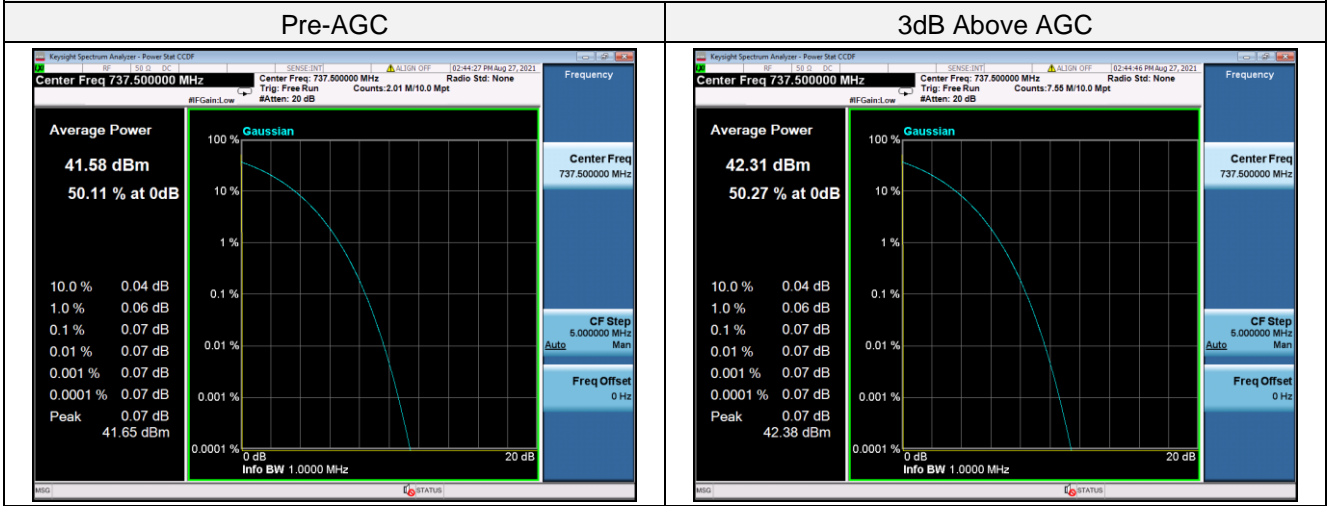 Pre-AGC
3dB Above AGC
Keysight Spectrum Analyzer - Power Stat CCDF
RF 50 Ω DC SENSE:INT ALIGN OFF 02:44:27 PM Aug 27, 2021
Center Freq 737.500000 MHz
Center Freq: 737.500000 MHz Radio Std: None
Trig: Free Run Counts:2.01 M/10.0 Mpt
#IFGain:Low #Atten: 20 dB
Frequency
Average Power
41.58 dBm
50.11 % at 0dB
10.0 % 0.04 dB
1.0 % 0.06 dB
0.1 % 0.07 dB
0.01 % 0.07 dB
0.001 % 0.07 dB
0.0001 % 0.07 dB
Peak 0.07 dB
41.65 dBm
Gaussian
100 %
10 %
1 %
0.1 %
0.01 %
0.001 %
0.0001 %
0 dB 20 dB
Info BW 1.0000 MHz
Center Freq
737.500000 MHz
CF Step
5.000000 MHz
Auto Man
Freq Offset
0 Hz
MSG STATUS
Keysight Spectrum Analyzer - Power Stat CCDF
RF 50 Ω DC SENSE:INT ALIGN OFF 02:44:46 PM Aug 27, 2021
Center Freq 737.500000 MHz
Center Freq: 737.500000 MHz Radio Std: None
Trig: Free Run Counts:7.55 M/10.0 Mpt
#IFGain:Low #Atten: 20 dB
Frequency
Average Power
42.31 dBm
50.27 % at 0dB
10.0 % 0.04 dB
1.0 % 0.06 dB
0.1 % 0.07 dB
0.01 % 0.07 dB
0.001 % 0.07 dB
0.0001 % 0.07 dB
Peak 0.07 dB
42.38 dBm
Gaussian
100 %
10 %
1 %
0.1 %
0.01 %
0.001 %
0.0001 %
0 dB 20 dB
Info BW 1.0000 MHz
Center Freq
737.500000 MHz
CF Step
5.000000 MHz
Auto Man
Freq Offset
0 Hz
MSG STATUS